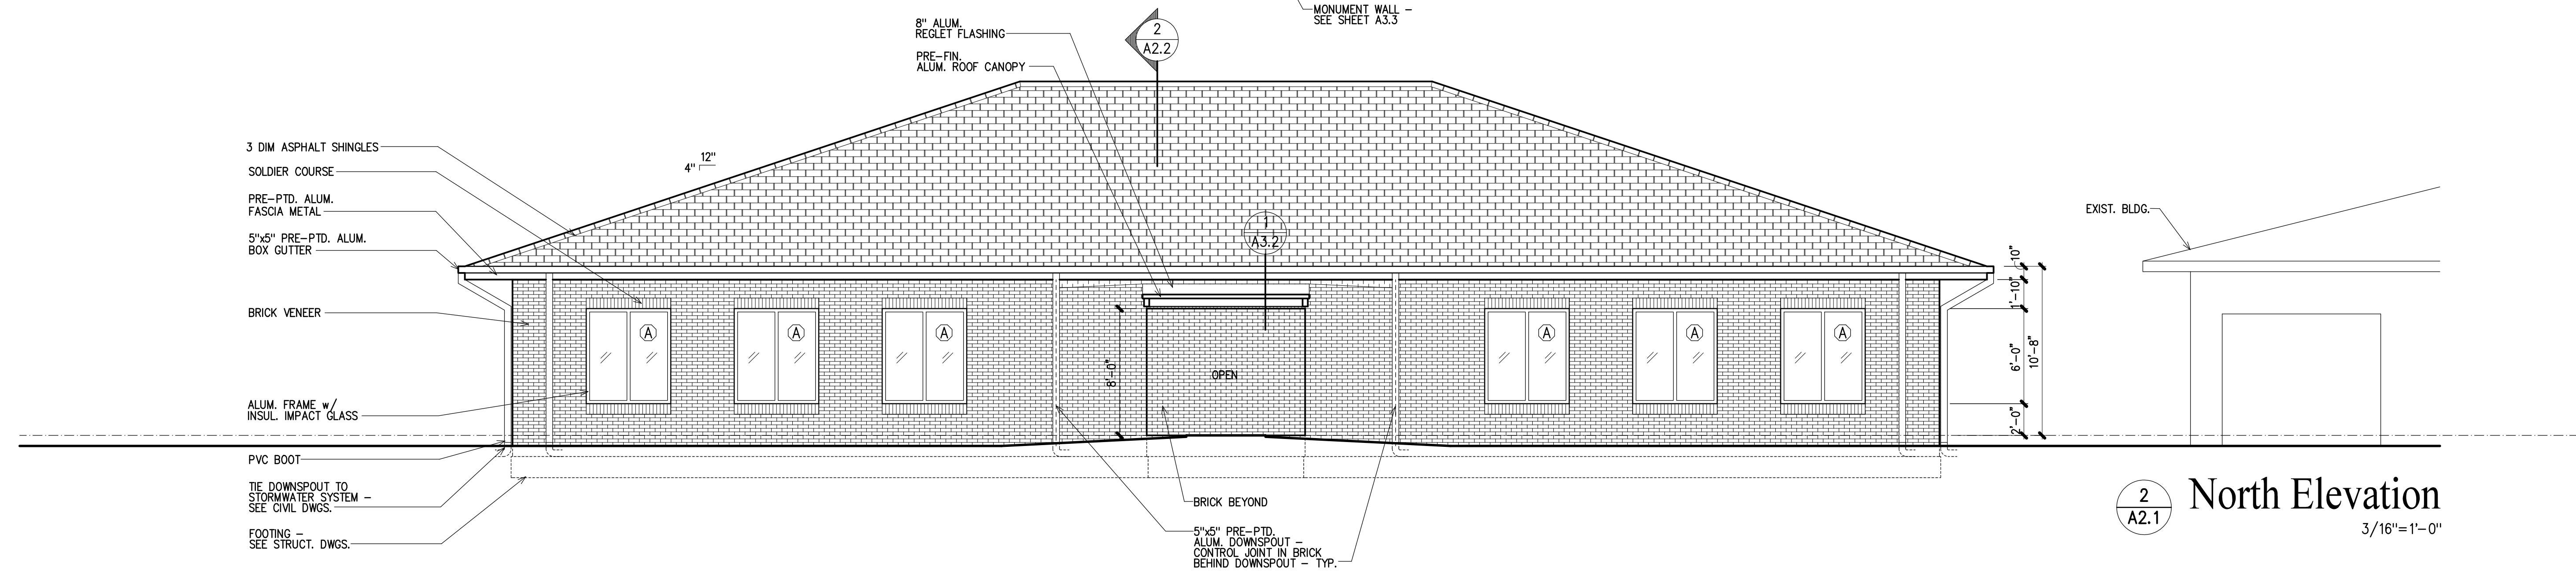 MONUMENT WALL –
SEE SHEET A3.3
8" ALUM.
REGLET FLASHING
2
A2.2
PRE–FIN.
ALUM. ROOF CANOPY
3 DIM ASPHALT SHINGLES
SOLDIER COURSE
PRE–PTD. ALUM.
FASCIA METAL
5"x5" PRE–PTD. ALUM.
BOX GUTTER
BRICK VENEER
ALUM. FRAME w/
INSUL. IMPACT GLASS
PVC BOOT
TIE DOWNSPOUT TO
STORMWATER SYSTEM –
SEE CIVIL DWGS.
FOOTING –
SEE STRUCT. DWGS.
12"
4"
1
A3.2
A
A
A
8'–0"
OPEN
A
A
A
BRICK BEYOND
5"x5" PRE–PTD.
ALUM. DOWNSPOUT –
CONTROL JOINT IN BRICK
BEHIND DOWNSPOUT – TYP.
10"
1'–10"
6'–0"
10'–8"
2'–0"
EXIST. BLDG.
2
A2.1
North Elevation
3/16"=1'–0"